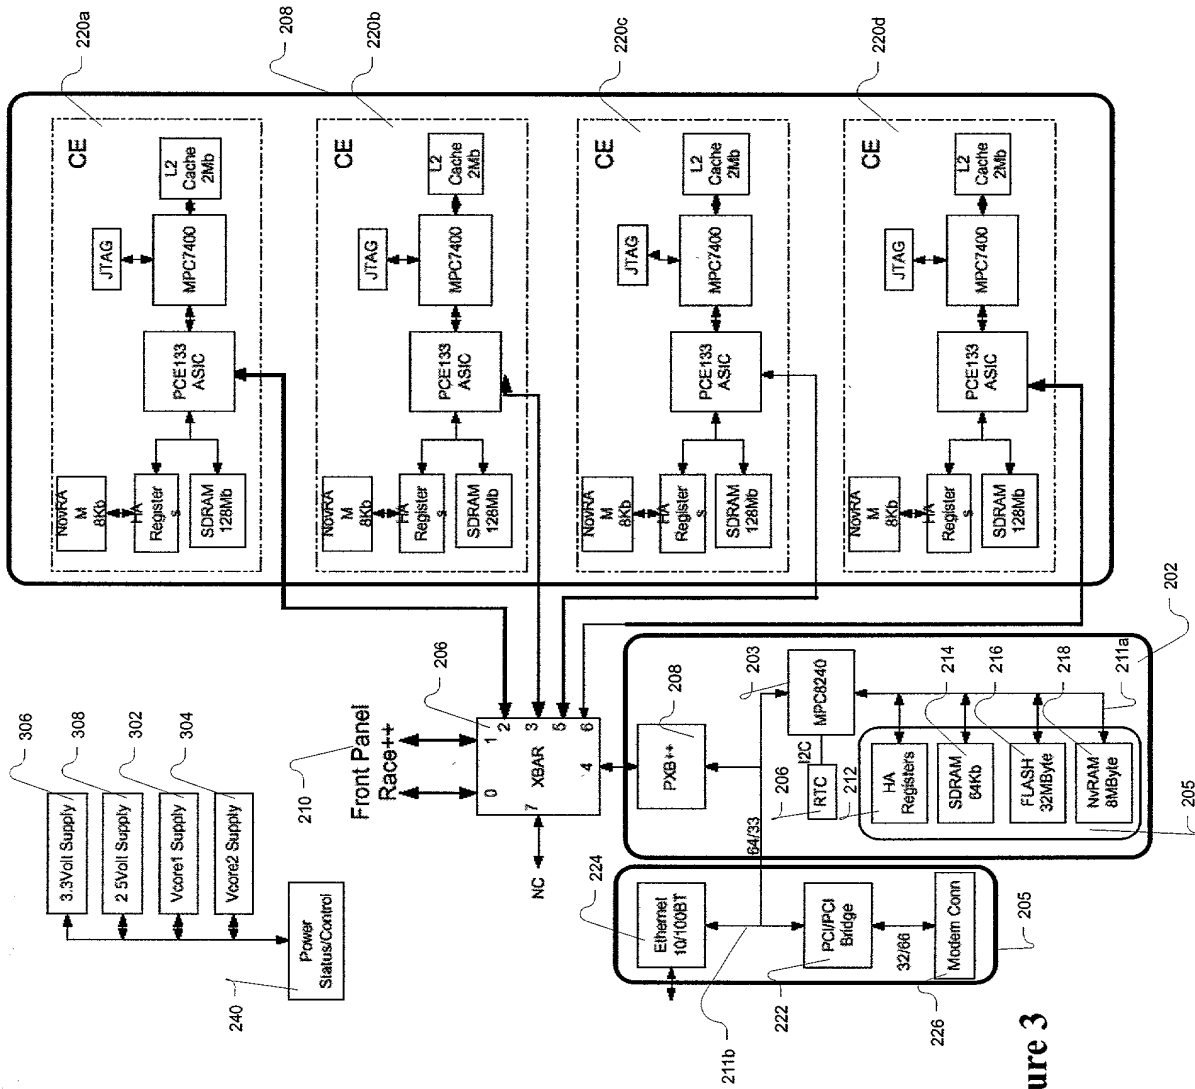 220a
208
220b
220c
220d
CE
L2
Cache
2Mb
JTAG
MPC7400
PCE133
ASIC
NovRA
M
8Kb
HA
Register
s
SDRAM
128Mb
CE
L2
Cache
2Mb
JTAG
MPC7400
PCE133
ASIC
NovRA
M
8Kb
HA
Register
s
SDRAM
128Mb
CE
L2
Cache
2Mb
JTAG
MPC7400
PCE133
ASIC
NovRA
M
8Kb
HA
Register
s
SDRAM
128Mb
CE
L2
Cache
2Mb
JTAG
MPC7400
PCE133
ASIC
NovRA
M
8Kb
HA
Register
s
SDRAM
128Mb
306
308
302
304
3.3Volt Supply
2 5Volt Supply
Vcore1 Supply
Vcore2 Supply
Power
Status/Control
240
210
Front Panel
Race++
206
0
1
2
3
5
6
4
7
XBAR
NC
202
208
PXB++
203
MPC8240
I2C
RTC
206
212
214
216
218
211a
HA
Registers
SDRAM
64Kb
FLASH
32MByte
NvRAM
8MByte
205
64/33
224
Ethernet
10/100BT
PCI/PCI
Bridge
32/66
Modem Conn
205
211b
222
226
ure 3